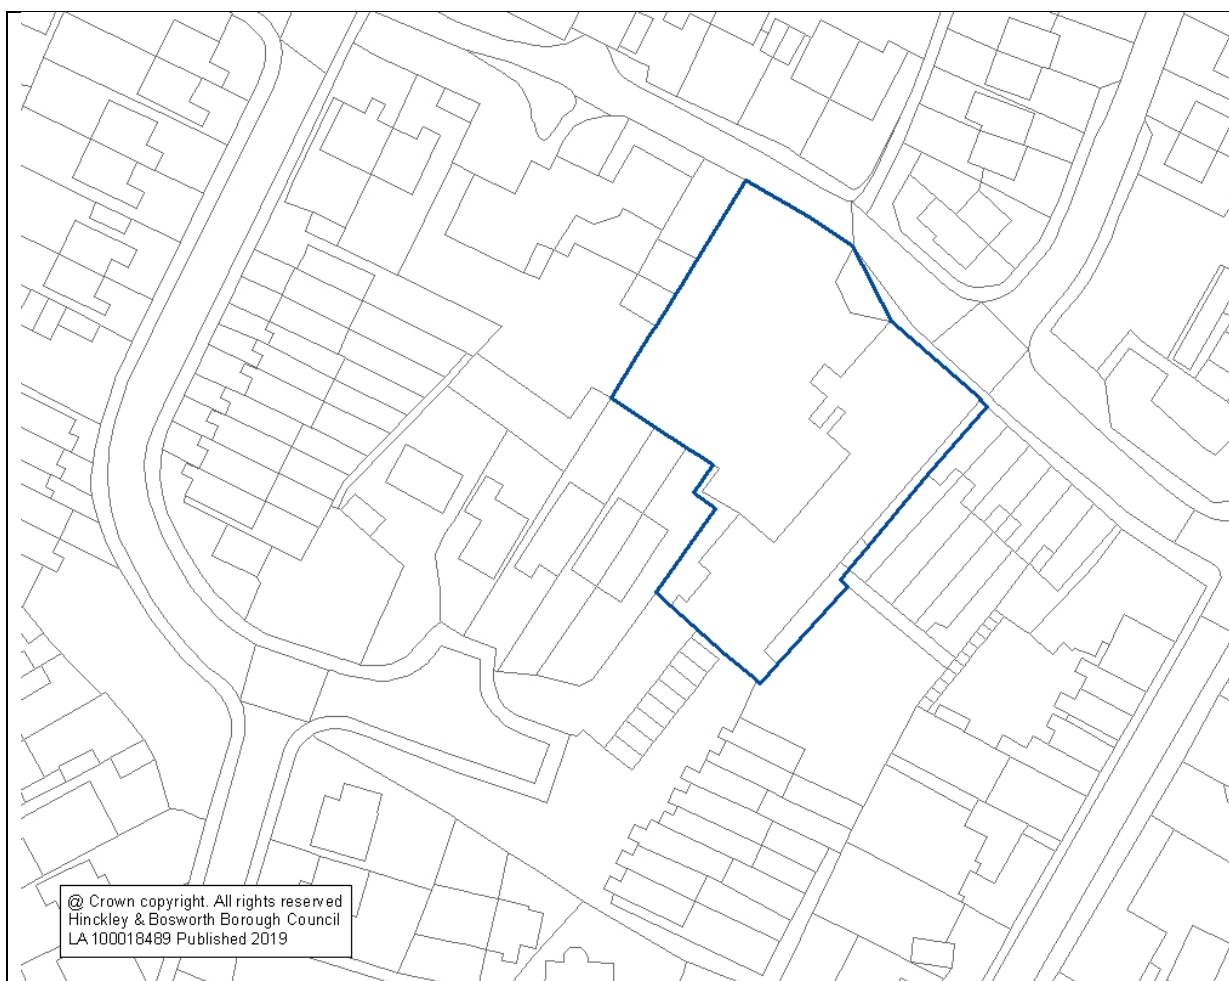 @ Crown copyright. All rights reserved
Hinckley & Bosworth Borough Council
LA 100018489 Published 2019